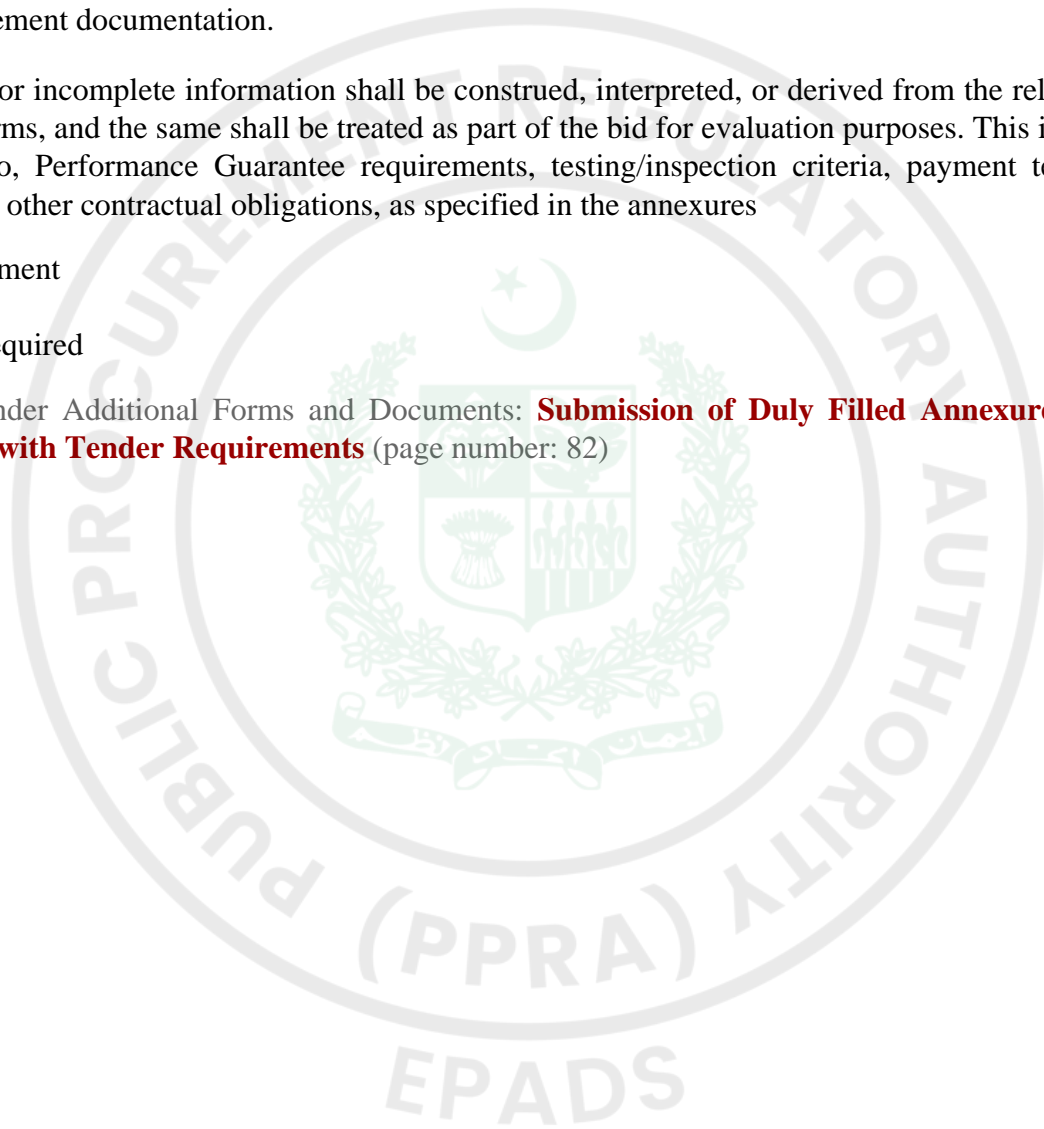 ement documentation.
or incomplete information shall be construed, interpreted, or derived from the rel
rms, and the same shall be treated as part of the bid for evaluation purposes. This i
o, Performance Guarantee requirements, testing/inspection criteria, payment te
other contractual obligations, as specified in the annexures
ment
equired
nder Additional Forms and Documents: Submission of Duly Filled Annexure
with Tender Requirements (page number: 82)
PUBLIC PROCUREMENT REGULATORY AUTHORITY
(PPRA)
EPADS